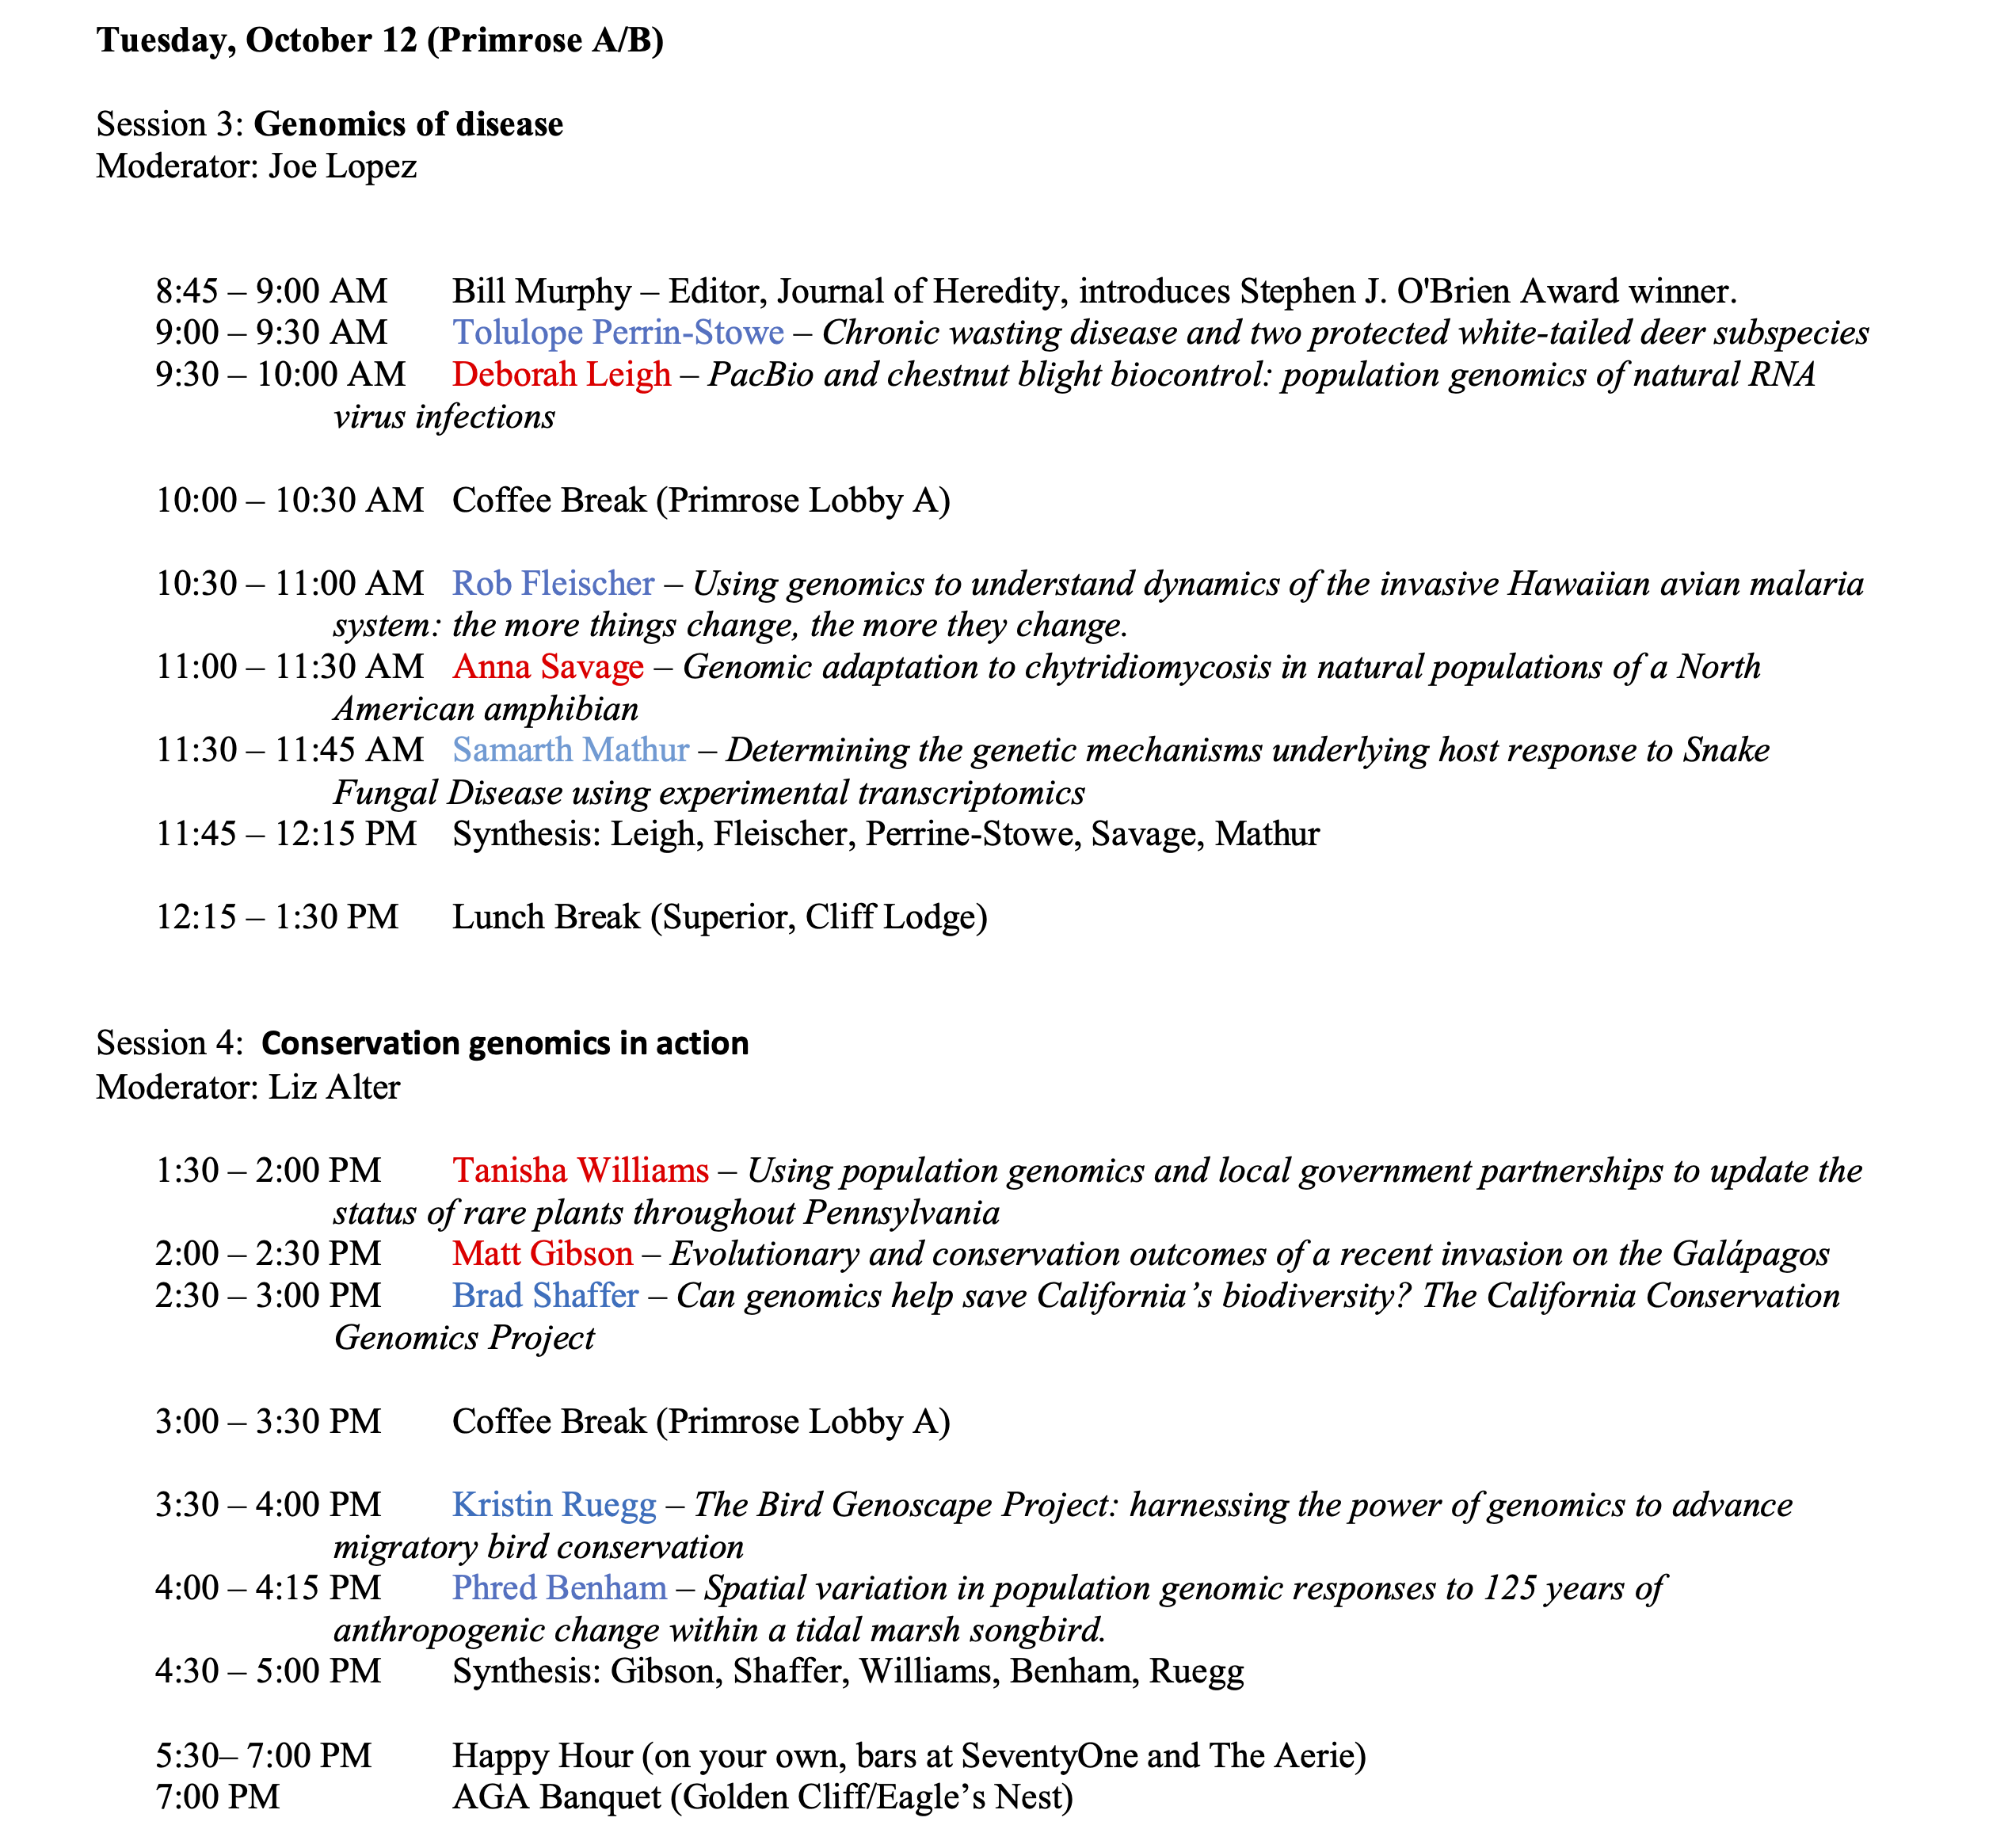 Tuesday, October 12 (Primrose A/B)
Session 3: Genomics of disease
Moderator: Joe Lopez
8:45 – 9:00 AM Bill Murphy – Editor, Journal of Heredity, introduces Stephen J. O'Brien Award winner.
9:00 – 9:30 AM Tolulope Perrin-Stowe – Chronic wasting disease and two protected white-tailed deer subspecies
9:30 – 10:00 AM Deborah Leigh – PacBio and chestnut blight biocontrol: population genomics of natural RNA
virus infections
10:00 – 10:30 AM Coffee Break (Primrose Lobby A)
10:30 – 11:00 AM Rob Fleischer – Using genomics to understand dynamics of the invasive Hawaiian avian malaria
system: the more things change, the more they change.
11:00 – 11:30 AM Anna Savage – Genomic adaptation to chytridiomycosis in natural populations of a North
American amphibian
11:30 – 11:45 AM Samarth Mathur – Determining the genetic mechanisms underlying host response to Snake
Fungal Disease using experimental transcriptomics
11:45 – 12:15 PM Synthesis: Leigh, Fleischer, Perrine-Stowe, Savage, Mathur
12:15 – 1:30 PM Lunch Break (Superior, Cliff Lodge)
Session 4: Conservation genomics in action
Moderator: Liz Alter
1:30 – 2:00 PM Tanisha Williams – Using population genomics and local government partnerships to update the
status of rare plants throughout Pennsylvania
2:00 – 2:30 PM Matt Gibson – Evolutionary and conservation outcomes of a recent invasion on the Galápagos
2:30 – 3:00 PM Brad Shaffer – Can genomics help save California’s biodiversity? The California Conservation
Genomics Project
3:00 – 3:30 PM Coffee Break (Primrose Lobby A)
3:30 – 4:00 PM Kristin Ruegg – The Bird Genoscape Project: harnessing the power of genomics to advance
migratory bird conservation
4:00 – 4:15 PM Phred Benham – Spatial variation in population genomic responses to 125 years of
anthropogenic change within a tidal marsh songbird.
4:30 – 5:00 PM Synthesis: Gibson, Shaffer, Williams, Benham, Ruegg
5:30– 7:00 PM Happy Hour (on your own, bars at SeventyOne and The Aerie)
7:00 PM AGA Banquet (Golden Cliff/Eagle’s Nest)